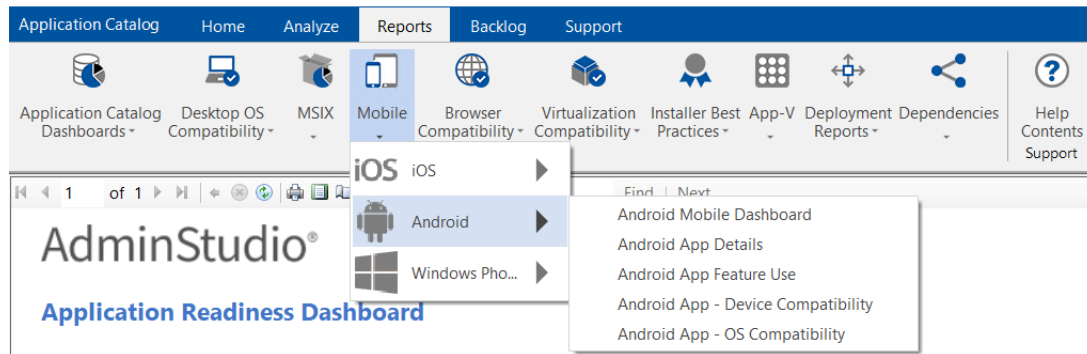 Application Catalog Home Analyze Reports Backlog Support
Application Catalog Desktop OS MSIX Mobile Browser Virtualization Installer Best App-V Deployment Dependencies Help
Dashboards Compatibility Compatibility Compatibility Practices Reports Contents
Support
iOS iOS
1 of 1 Find | Next
Android
Windows Pho...
Android Mobile Dashboard
Android App Details
Android App Feature Use
Android App - Device Compatibility
Android App - OS Compatibility
AdminStudio®
Application Readiness Dashboard